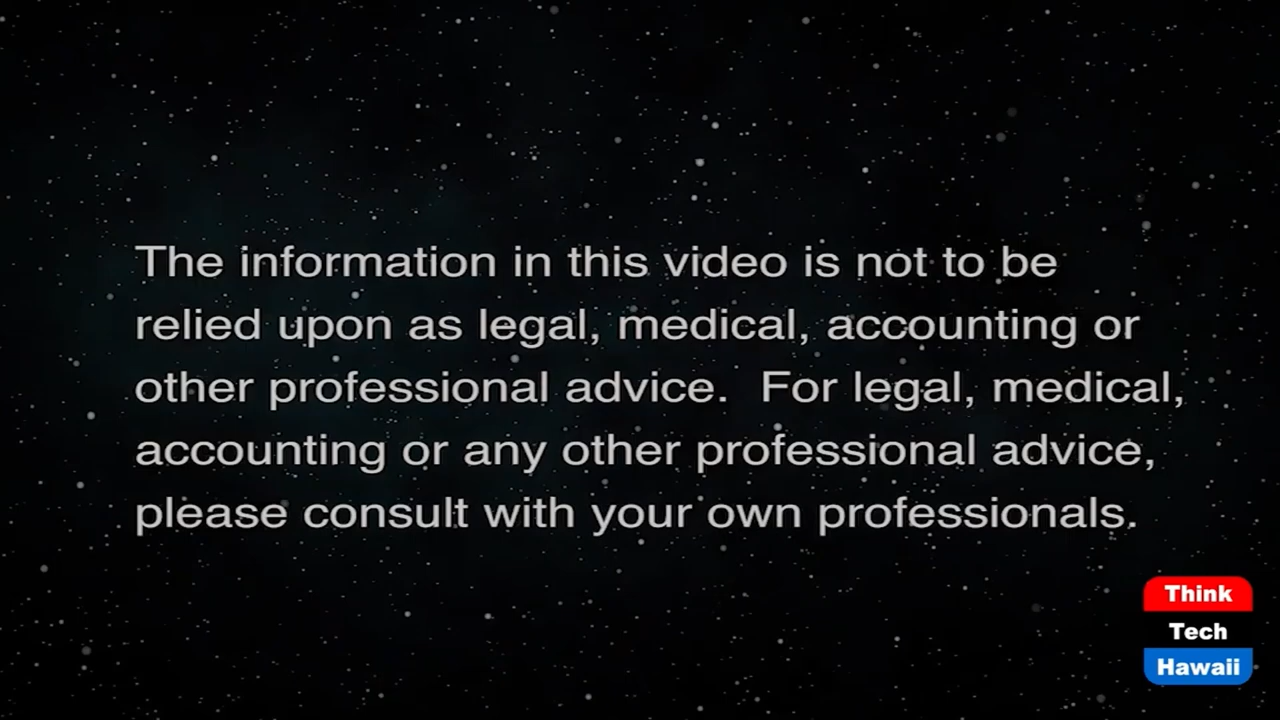 The information in this video is not to be
relied upon as legal, medical, accounting or
other professional advice.  For legal, medical,
accounting or any other professional advice,
please consult with your own professionals.
Think
Tech
Hawaii